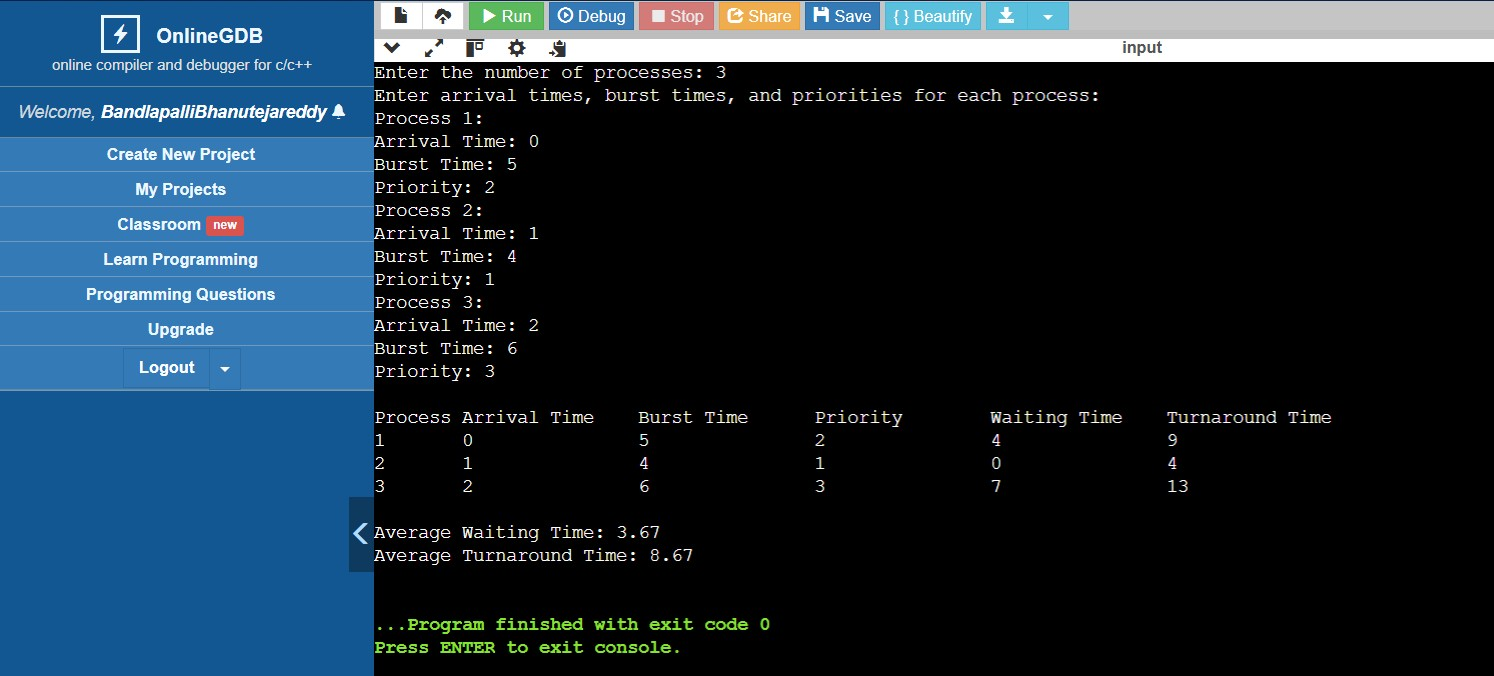 OnlineGDB
online compiler and debugger for c/c++
Welcome, BandlapalliBhanutejareddy
Create New Project
My Projects
Classroom new
Learn Programming
Programming Questions
Upgrade
Logout
Run Debug Stop Share Save { } Beautify
input
Enter the number of processes: 3
Enter arrival times, burst times, and priorities for each process:
Process 1:
Arrival Time: 0
Burst Time: 5
Priority: 2
Process 2:
Arrival Time: 1
Burst Time: 4
Priority: 1
Process 3:
Arrival Time: 2
Burst Time: 6
Priority: 3
Process Arrival Time Burst Time Priority Waiting Time Turnaround Time
1 0 5 2 4 9
2 1 4 1 0 4
3 2 6 3 7 13
Average Waiting Time: 3.67
Average Turnaround Time: 8.67
...Program finished with exit code 0
Press ENTER to exit console.